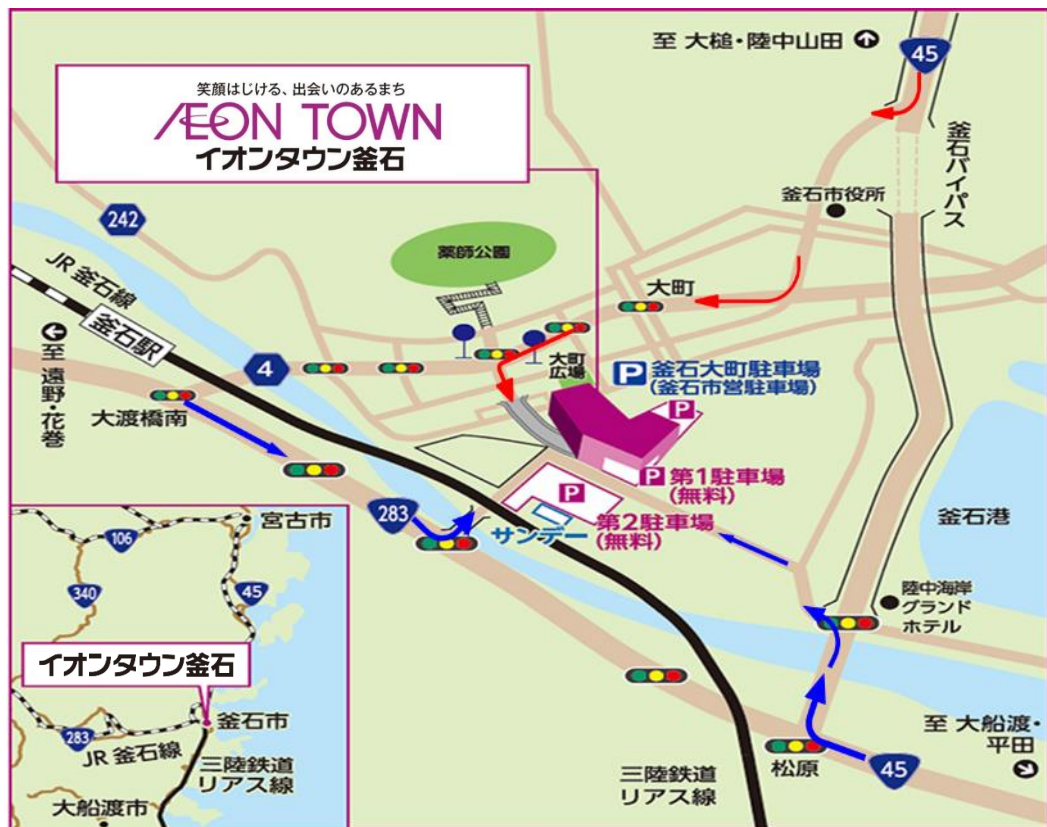 至 大槌・陸中山田
45
笑顔はじける、出会いのあるまち
ÆON TOWN
イオンタウン釜石
釜石バイパス
釜石市役所
242
薬師公園
JR釜石線
大町
釜石駅
至 遠野・花巻
4
大町
広場
P 釜石大町駐車場
(釜石市営駐車場)
大渡橋南
P
P 第1駐車場
(無料)
P
283
サンデー
第2駐車場
(無料)
釜石港
陸中海岸
グランド
ホテル
宮古市
106
340
45
イオンタウン釜石
釜石市
283
JR釜石線
三陸鉄道
リアス線
大船渡市
至 大船渡・
平田
松原
45
三陸鉄道
リアス線